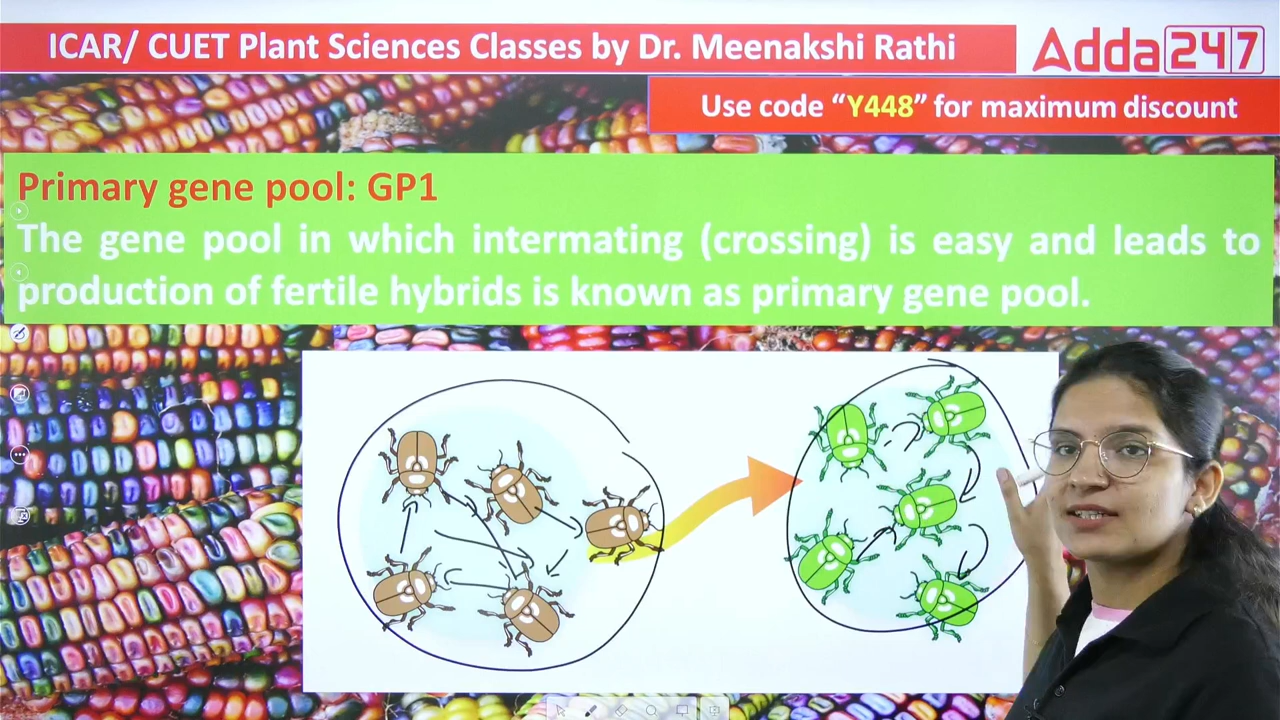 ICAR/ CUET Plant Sciences Classes by Dr. Meenakshi Rathi
Adda247
Use code “Y448” for maximum discount
Primary gene pool: GP1
The gene pool in which intermating (crossing) is easy and leads to
production of fertile hybrids is known as primary gene pool.